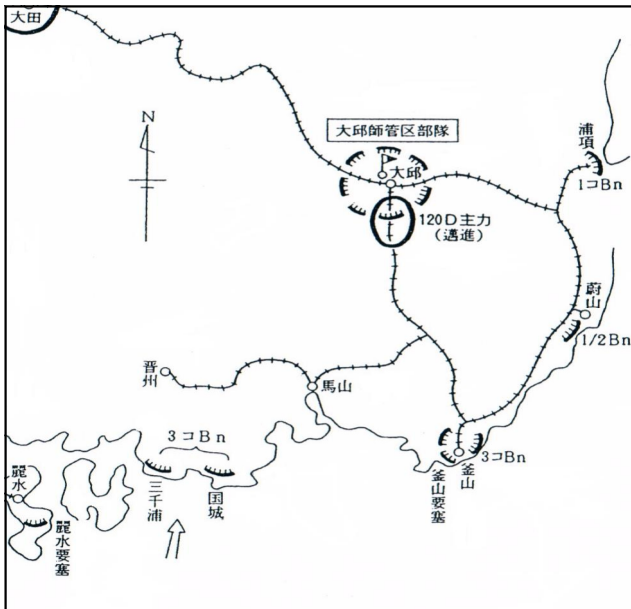 大田
N
大邱師管区部隊
大邱
120D主力
(邁進)
浦項
1コBn
蔚山
1/2Bn
晋州
馬山
3コBn
3コBn
釜山
釜山要塞
麗水
麗水要塞
三千浦
国城